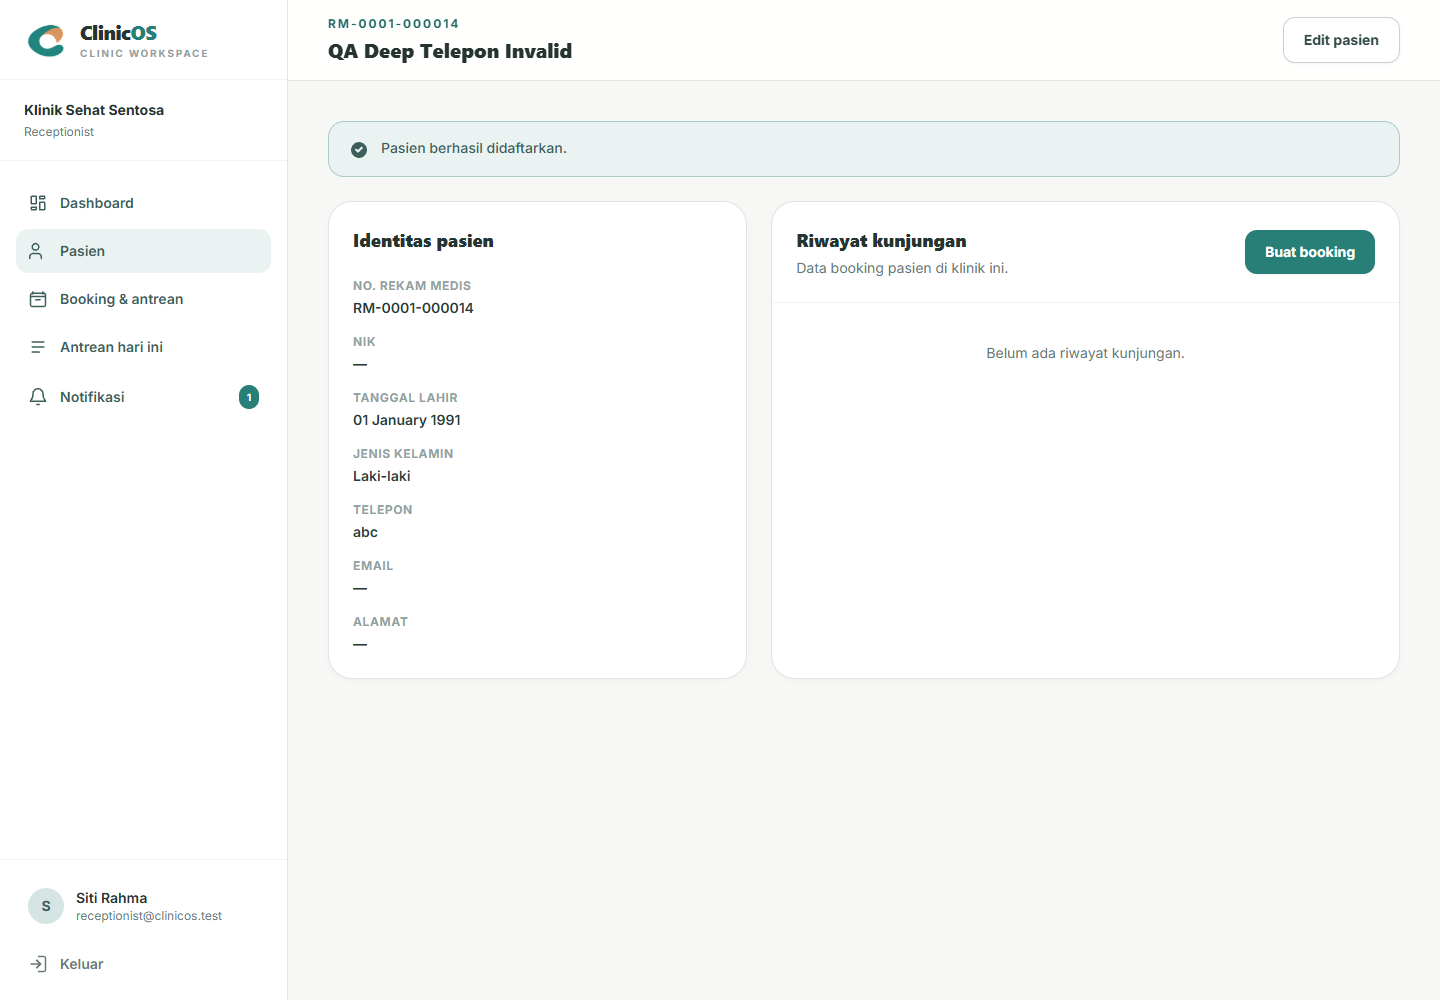 ClinicOS
CLINIC WORKSPACE
Klinik Sehat Sentosa
Receptionist
Dashboard
Pasien
Booking & antrean
Antrean hari ini
Notifikasi
1
S
Siti Rahma
receptionist@clinicos.test
Keluar
RM-0001-000014
QA Deep Telepon Invalid
Edit pasien
Pasien berhasil didaftarkan.
Identitas pasien
NO. REKAM MEDIS
RM-0001-000014
NIK
—
TANGGAL LAHIR
01 January 1991
JENIS KELAMIN
Laki-laki
TELEPON
abc
EMAIL
—
ALAMAT
—
Riwayat kunjungan
Data booking pasien di klinik ini.
Buat booking
Belum ada riwayat kunjungan.